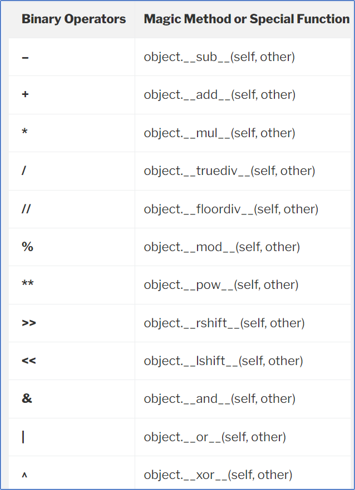 Binary Operators Magic Method or Special Function
– object.__sub__(self, other)
+ object.__add__(self, other)
* object.__mul__(self, other)
/ object.__truediv__(self, other)
// object.__floordiv__(self, other)
% object.__mod__(self, other)
** object.__pow__(self, other)
>> object.__rshift__(self, other)
<< object.__lshift__(self, other)
& object.__and__(self, other)
| object.__or__(self, other)
^ object.__xor__(self, other)